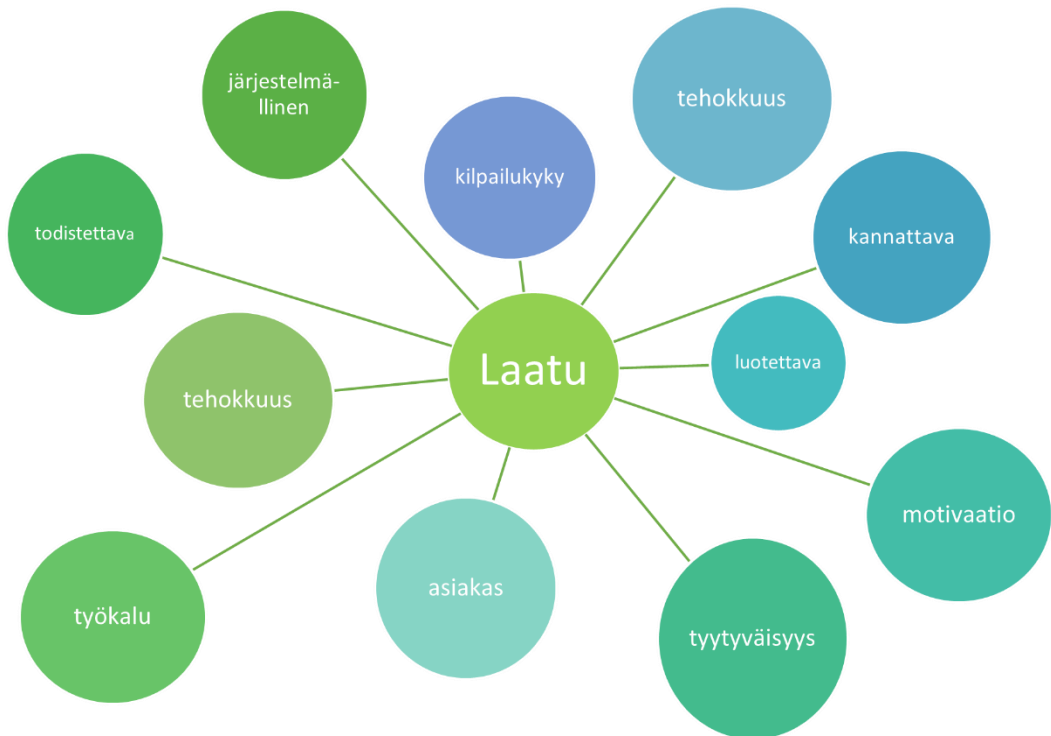 järjestelmä-
llinen
tehokkuus
kilpailukyky
todistettava
kannattava
Laatu
luotettava
tehokkuus
motivaatio
asiakas
työkalu
tyytyväisyys